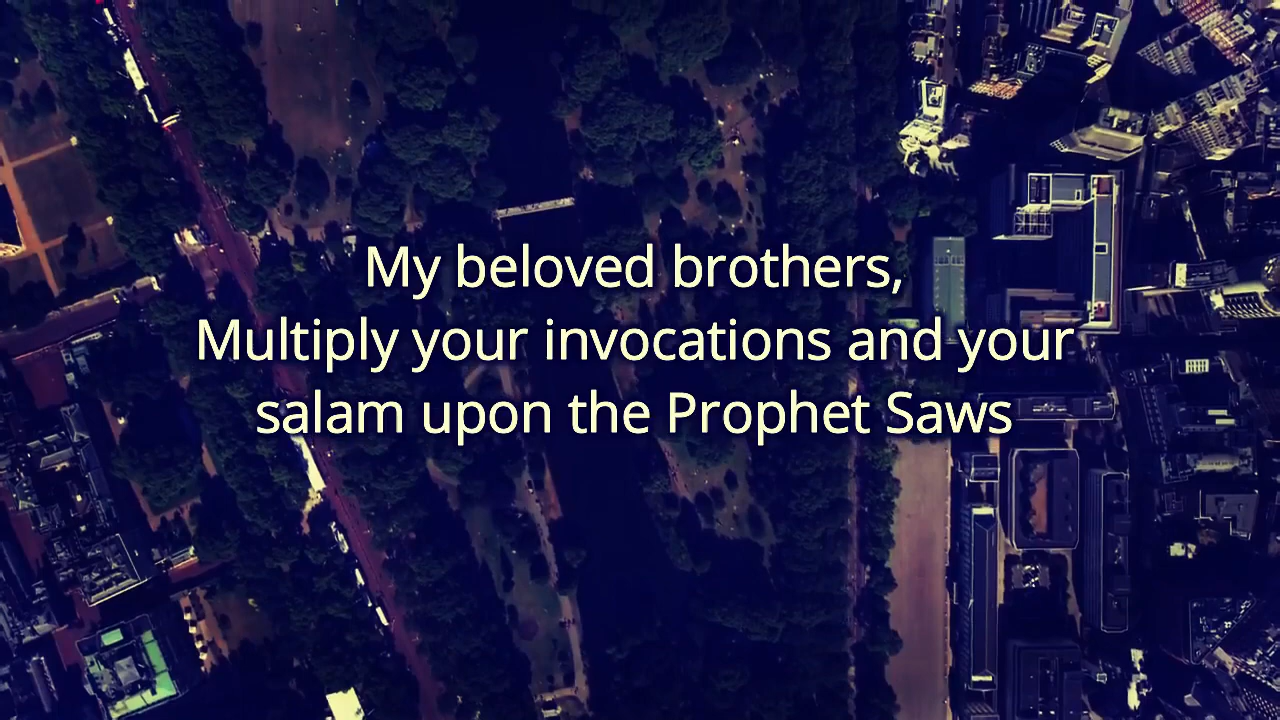 My beloved brothers,
Multiply your invocations and your
salam upon the Prophet Saws